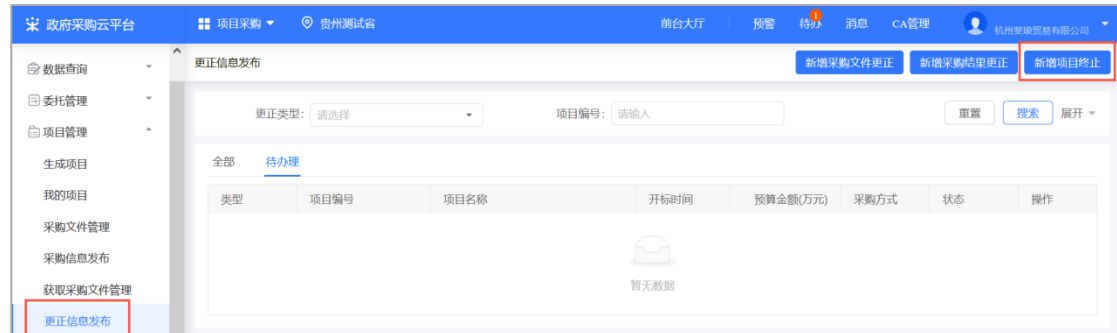 政府采购云平台 项目采购 贵州测试省 前台大厅 预警 待办 1 消息 CA管理 杭州斐琅贸易有限公司
数据查询
委托管理
项目管理
生成项目
我的项目
采购文件管理
采购信息发布
获取采购文件管理
更正信息发布
更正信息发布 新增采购文件更正 新增采购结果更正 新增项目终止
更正类型: 请选择 项目编号: 请输入 重置 搜索 展开
全部 待办理
类型 项目编号 项目名称 开标时间 预算金额(万元) 采购方式 状态 操作
暂无数据